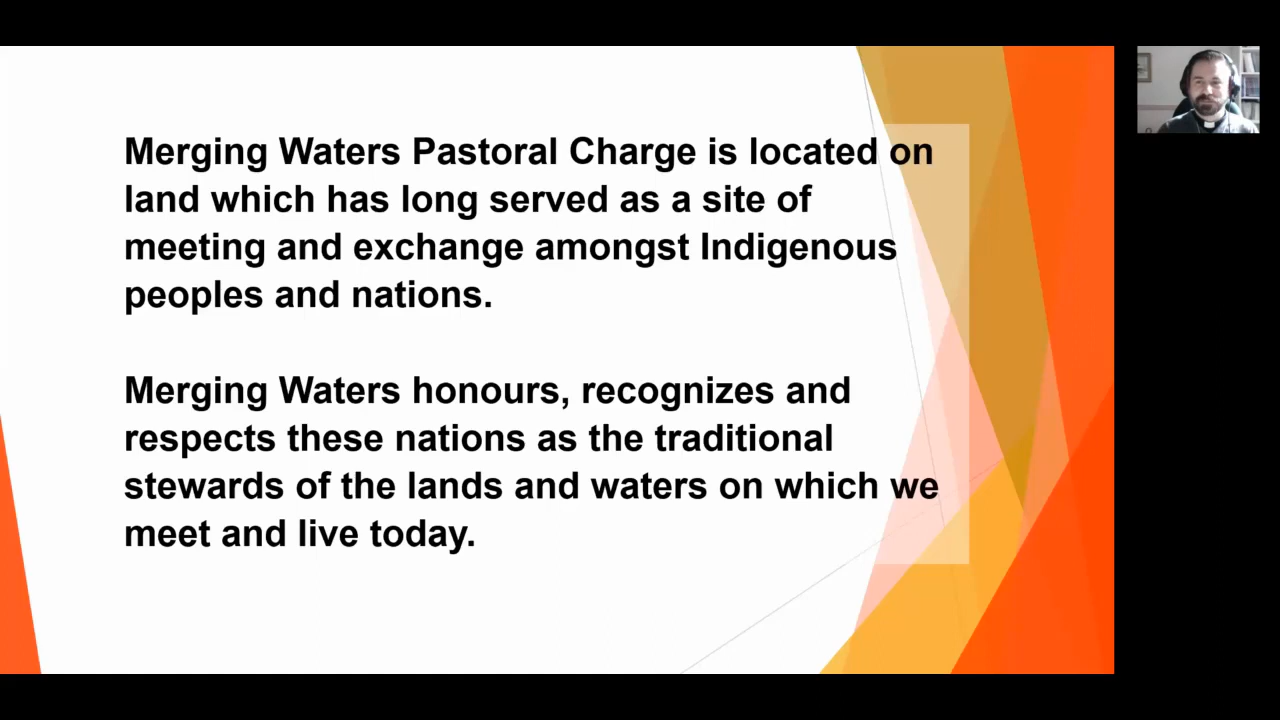 Merging Waters Pastoral Charge is located on
land which has long served as a site of
meeting and exchange amongst Indigenous
peoples and nations.
Merging Waters honours, recognizes and
respects these nations as the traditional
stewards of the lands and waters on which we
meet and live today.